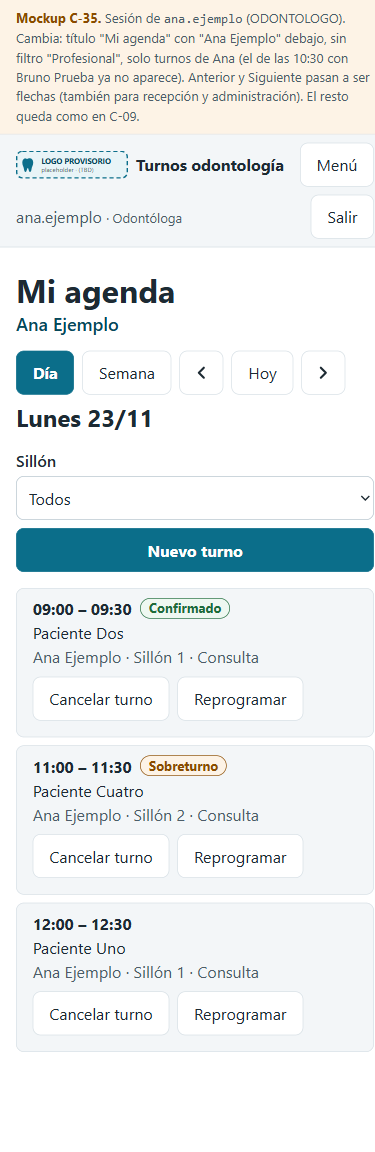 Mockup C-35. Sesión de ana.ejemplo (ODONTOLOGO).
Cambia: título "Mi agenda" con "Ana Ejemplo" debajo, sin
filtro "Profesional", solo turnos de Ana (el de las 10:30 con
Bruno Prueba ya no aparece). Anterior y Siguiente pasan a ser
flechas (también para recepción y administración). El resto
queda como en C-09.
LOGO PROVISORIO
placeholder · [TBD]
Turnos odontología
Menú
ana.ejemplo · Odontóloga
Salir
Mi agenda
Ana Ejemplo
Día
Semana
Hoy
Lunes 23/11
Sillón
Todos
Nuevo turno
09:00 – 09:30 Confirmado
Paciente Dos
Ana Ejemplo · Sillón 1 · Consulta
Cancelar turno
Reprogramar
11:00 – 11:30 Sobreturno
Paciente Cuatro
Ana Ejemplo · Sillón 2 · Consulta
Cancelar turno
Reprogramar
12:00 – 12:30
Paciente Uno
Ana Ejemplo · Sillón 1 · Consulta
Cancelar turno
Reprogramar